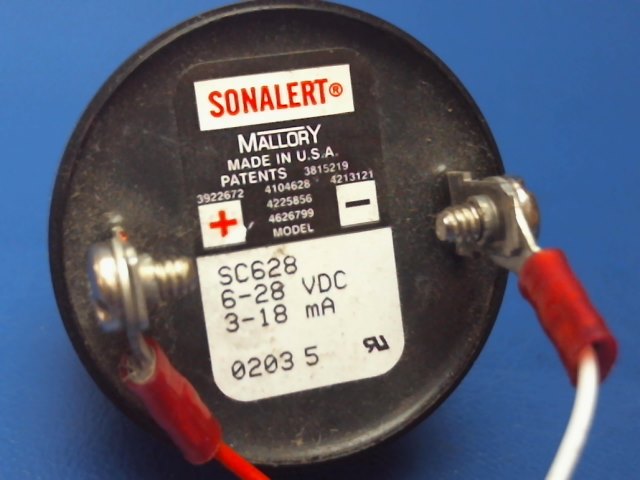 SONALERT®
MALLORY
MADE IN U.S.A.
PATENTS 3815219
3922672 4104628 4213121
4225856
+ 4626799 −
MODEL
SC628
6-28 VDC
3-18 mA
0203 5